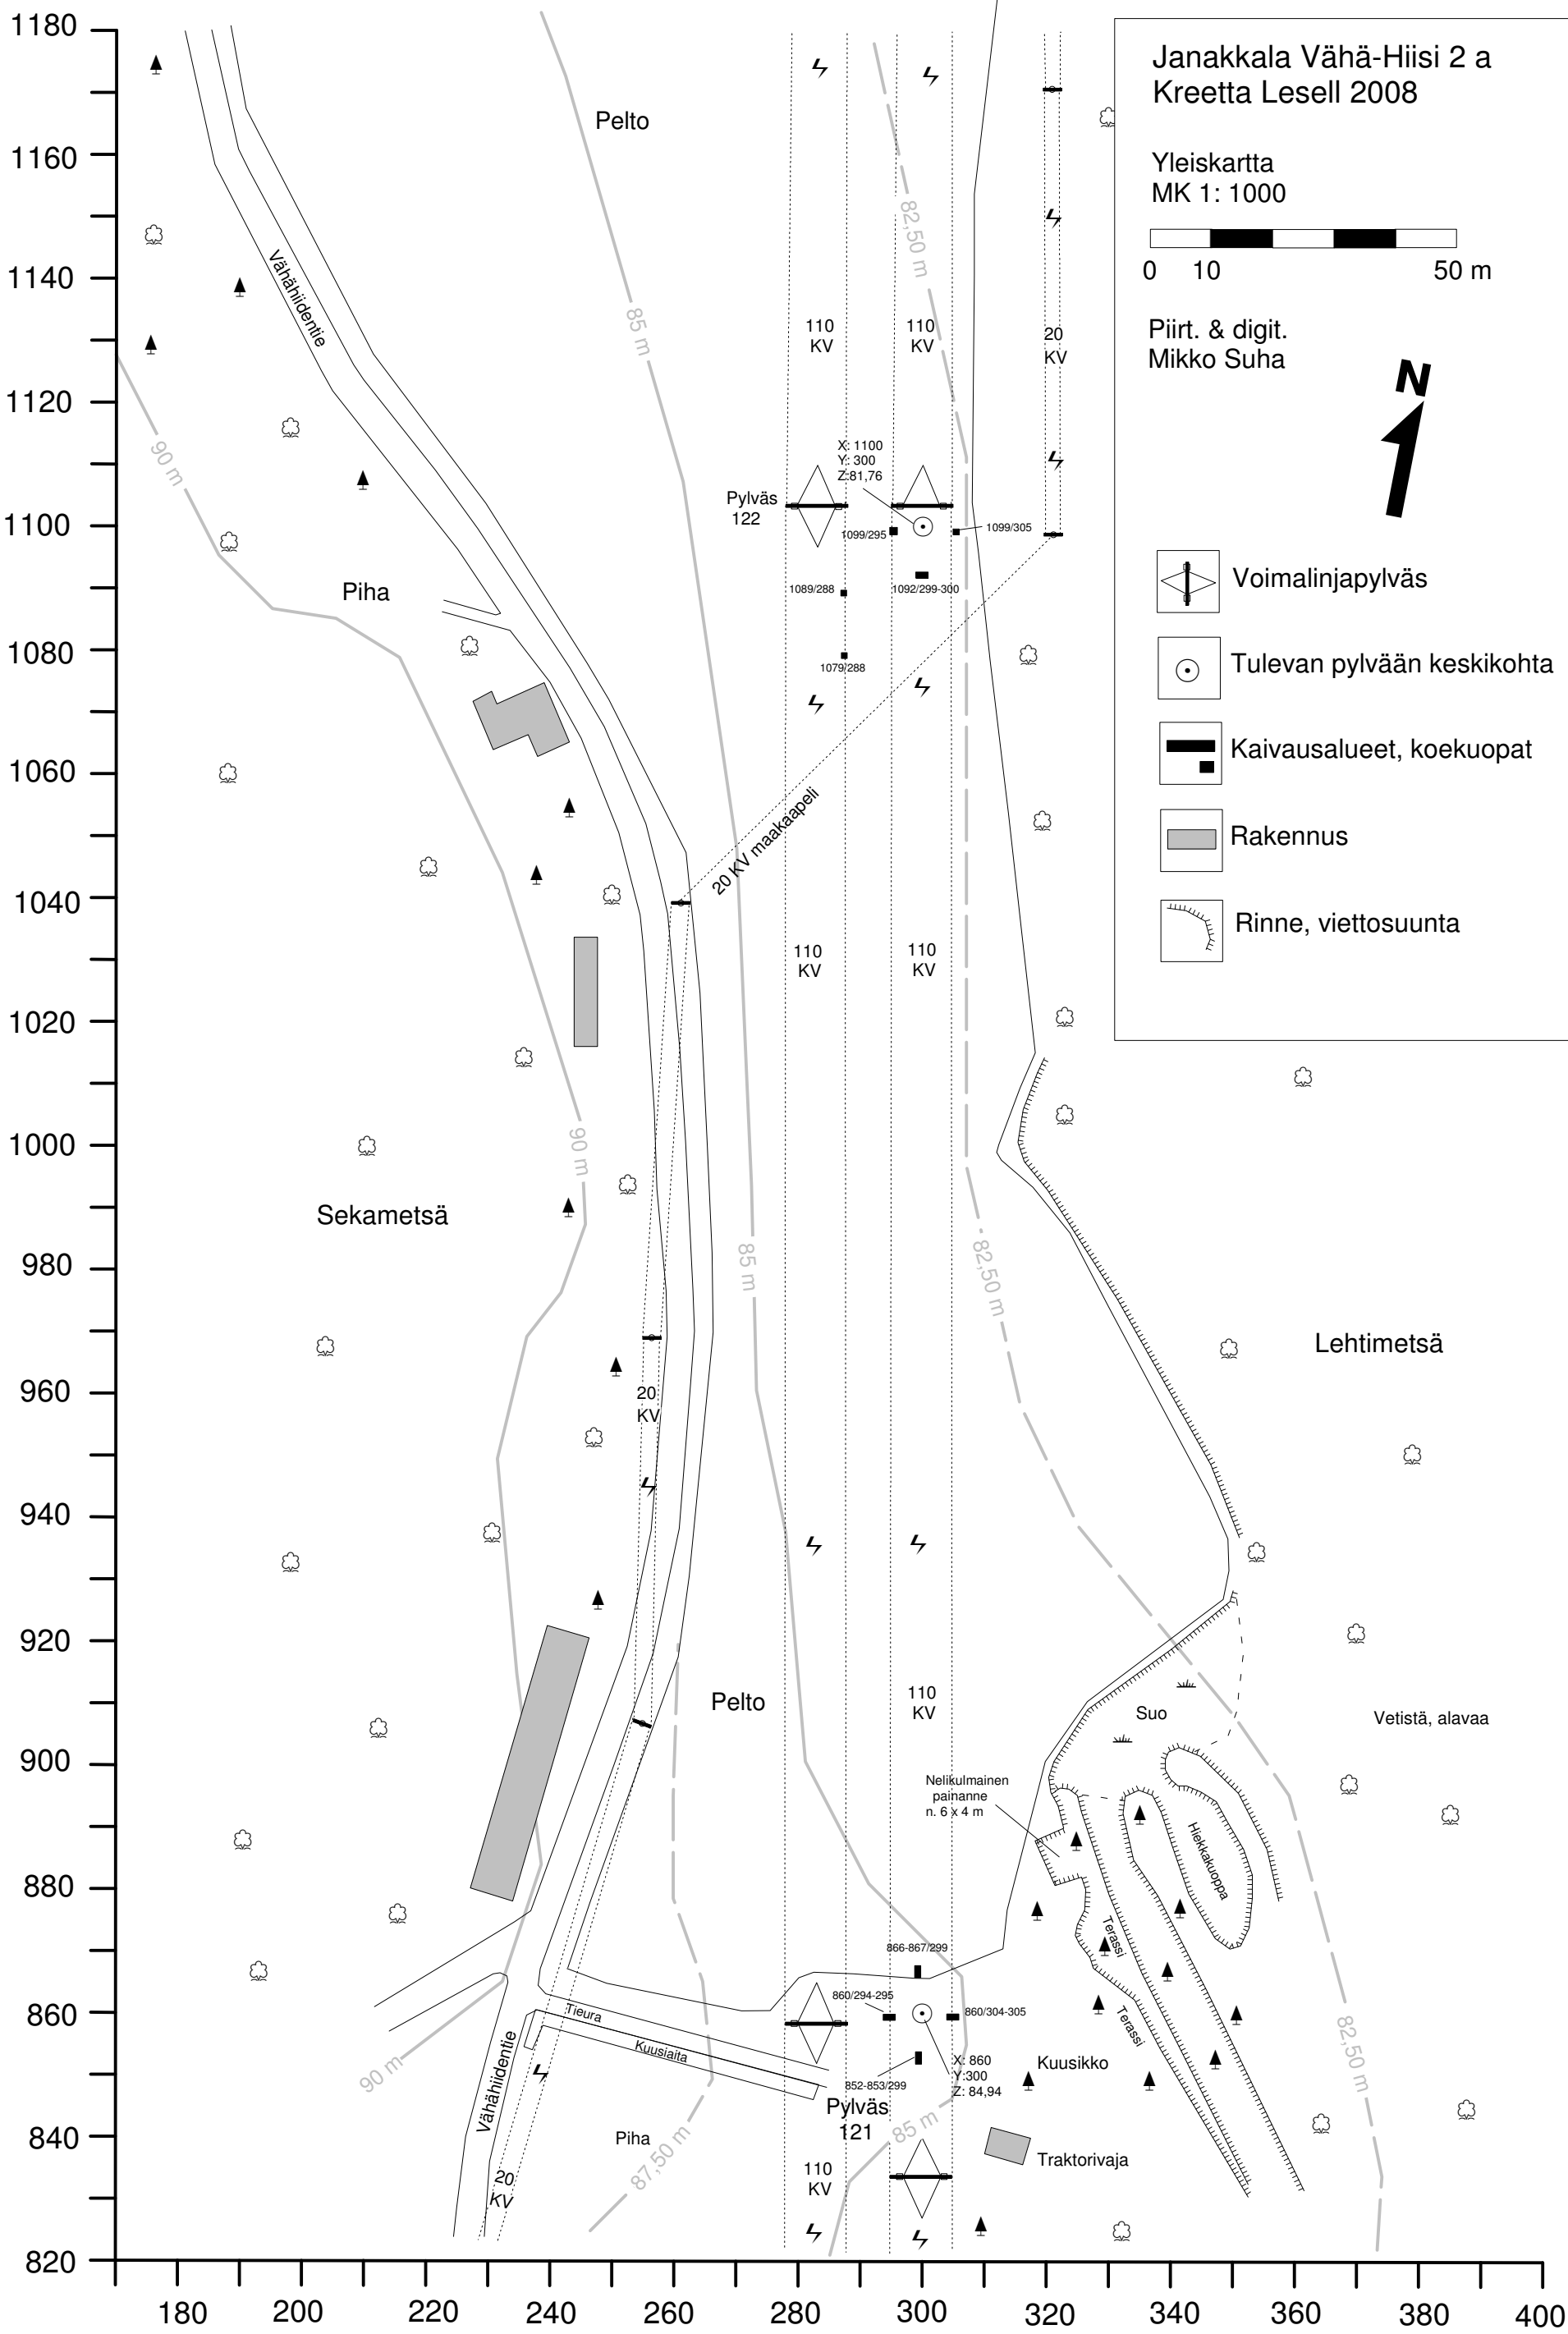 Janakkala Vähä-Hiisi 2 a
Kreetta Lesell 2008
Yleiskartta
MK 1: 1000
0 10 50 m
Piirt. & digit.
Mikko Suha
N
Voimalinjapylväs
Tulevan pylvään keskikohta
Kaivausalueet, koekuopat
Rakennus
Rinne, viettosuunta
1180
1160
1140
1120
1100
1080
1060
1040
1020
1000
980
960
940
920
900
880
860
840
820
180 200 220 240 260 280 300 320 340 360 380 400
Pelto
82,50 m
Vähähiidentie
85 m
110
KV
110
KV
20
KV
90 m
X: 1100
Y: 300
Z:81,76
Pylväs
122
1099/295
1099/305
1089/288
1092/299-300
1079/288
Piha
20 KV maakaapeli
110
KV
110
KV
90 m
Sekametsä
85 m
82,50 m
Lehtimetsä
20
KV
Pelto
110
KV
Suo
Vetistä, alavaa
Nelikulmainen
painanne
n. 6 x 4 m
Hiekkakuoppa
Terassi
Terassi
866-867/299
860/294-295
860/304-305
Tieura
Kuusiaita
852-853/299
X: 860
Y:300
Z: 84,94
Kuusikko
Pylväs
121
90 m
Vähähiidentie
Piha
87,50 m
85 m
82,50 m
Traktorivaja
110
KV
20
KV